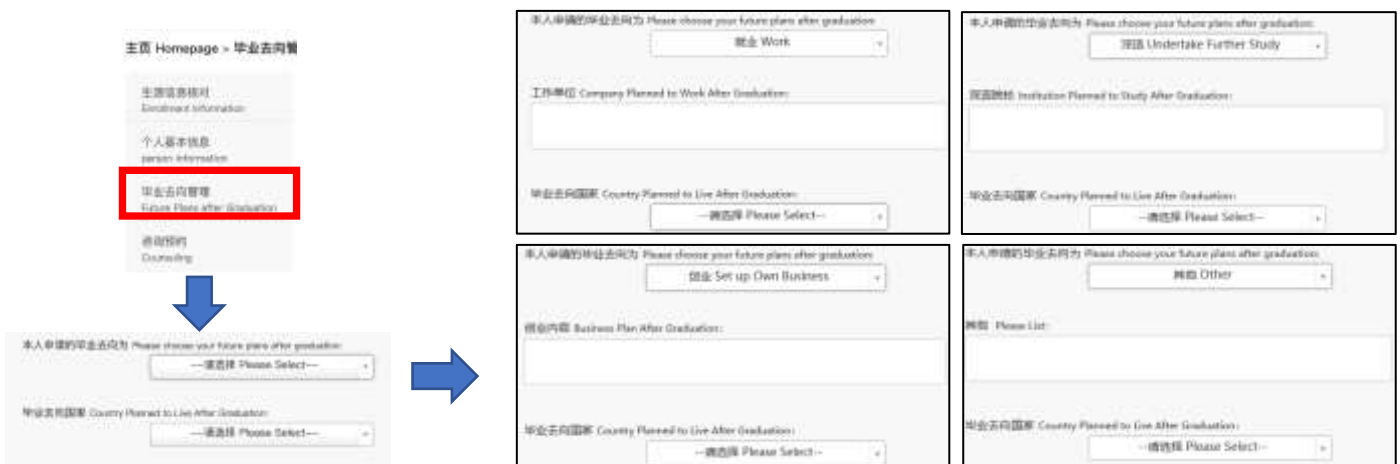 主页 Homepage > 毕业去向管
生源信息核对
Enrollment Information
个人基本信息
person information
毕业去向管理
Future Plans after Graduation
咨询预约
Counseling
本人申请的毕业去向为 Please choose your future plans after graduation:
---请选择 Please Select---
毕业去向国家 Country Planned to Live After Graduation:
---请选择 Please Select---
本人申请的毕业去向为 Please choose your future plans after graduation:
就业 Work
工作单位 Company Planned to Work After Graduation:
毕业去向国家 Country Planned to Live After Graduation:
---请选择 Please Select---
本人申请的毕业去向为 Please choose your future plans after graduation:
深造 Undertake Further Study
深造院校 Institution Planned to Study After Graduation:
毕业去向国家 Country Planned to Live After Graduation:
---请选择 Please Select---
本人申请的毕业去向为 Please choose your future plans after graduation:
创业 Set up Own Business
创业内容 Business Plan After Graduation:
毕业去向国家 Country Planned to Live After Graduation:
---请选择 Please Select---
本人申请的毕业去向为 Please choose your future plans after graduation:
其他 Other
其他 Please List:
毕业去向国家 Country Planned to Live After Graduation:
---请选择 Please Select---